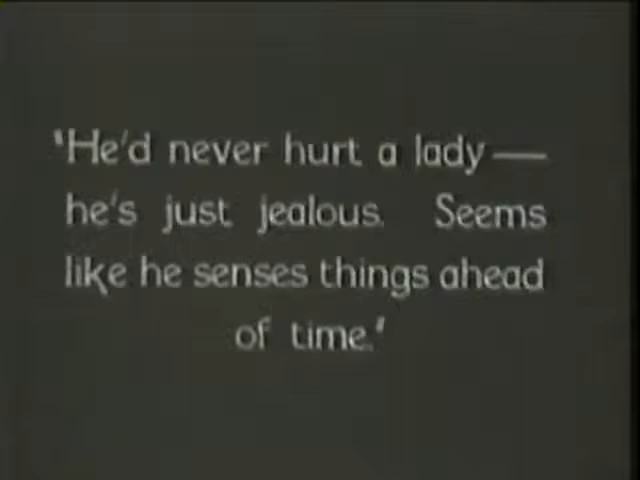 'He'd never hurt a lady—
he's just jealous. Seems
like he senses things ahead
of time.'